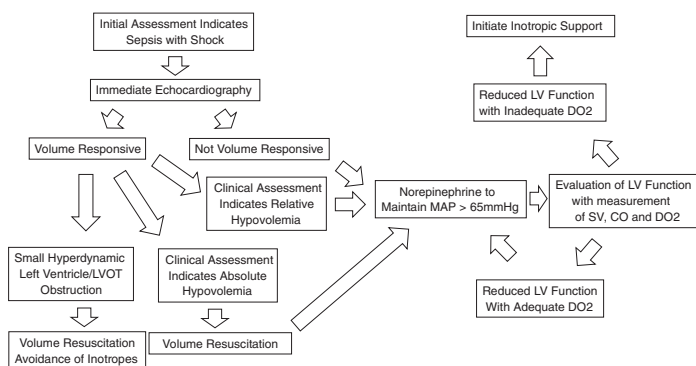 Initial Assessment Indicates
Sepsis with Shock
Immediate Echocardiography
Volume Responsive
Not Volume Responsive
Clinical Assessment
Indicates Relative
Hypovolemia
Small Hyperdynamic
Left Ventricle/LVOT
Obstruction
Clinical Assessment
Indicates Absolute
Hypovolemia
Volume Resuscitation
Avoidance of Inotropes
Volume Resuscitation
Norepinephrine to
Maintain MAP > 65mmHg
Evaluation of LV Function
with measurement
of SV, CO and DO2
Initiate Inotropic Support
Reduced LV Function
with Inadequate DO2
Reduced LV Function
With Adequate DO2